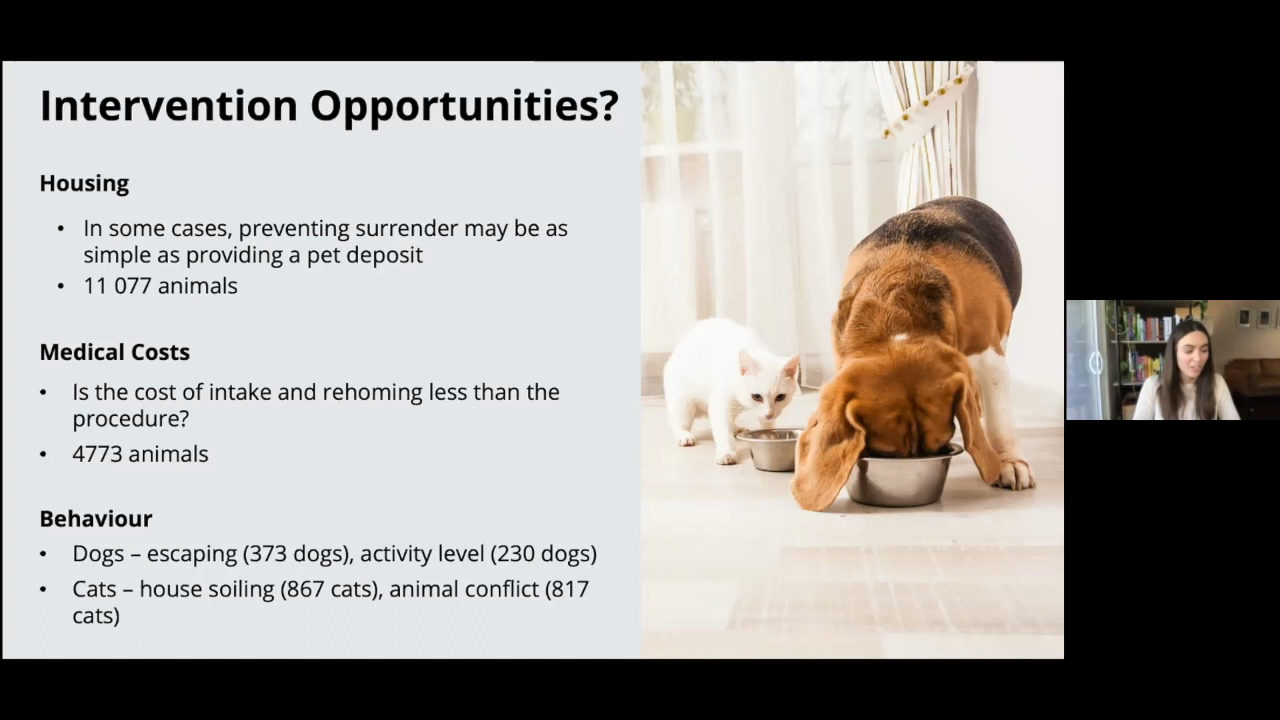 Intervention Opportunities?
Housing
• In some cases, preventing surrender may be as
simple as providing a pet deposit
• 11 077 animals
Medical Costs
• Is the cost of intake and rehoming less than the
procedure?
• 4773 animals
Behaviour
• Dogs – escaping (373 dogs), activity level (230 dogs)
• Cats – house soiling (867 cats), animal conflict (817
cats)